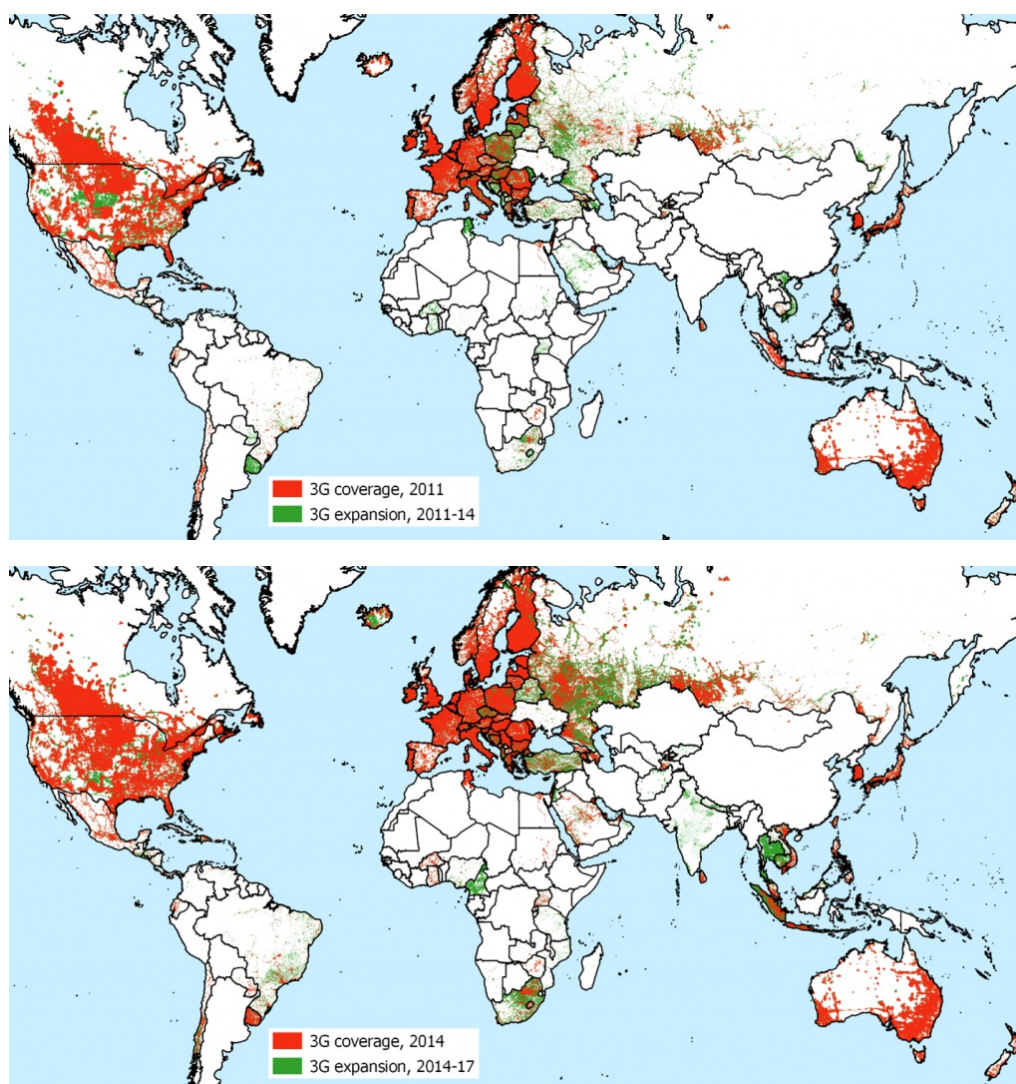 3G coverage, 2011
3G expansion, 2011-14
3G coverage, 2014
3G expansion, 2014-17